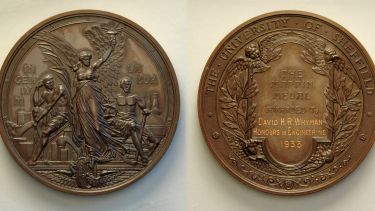 THE UNIVERSITY OF SHEFFIELD
THE
MAPPIN
MEDAL
AWARDED TO
DAVID H.R. WHYMAN
HONOURS IN ENGINEERING
1933